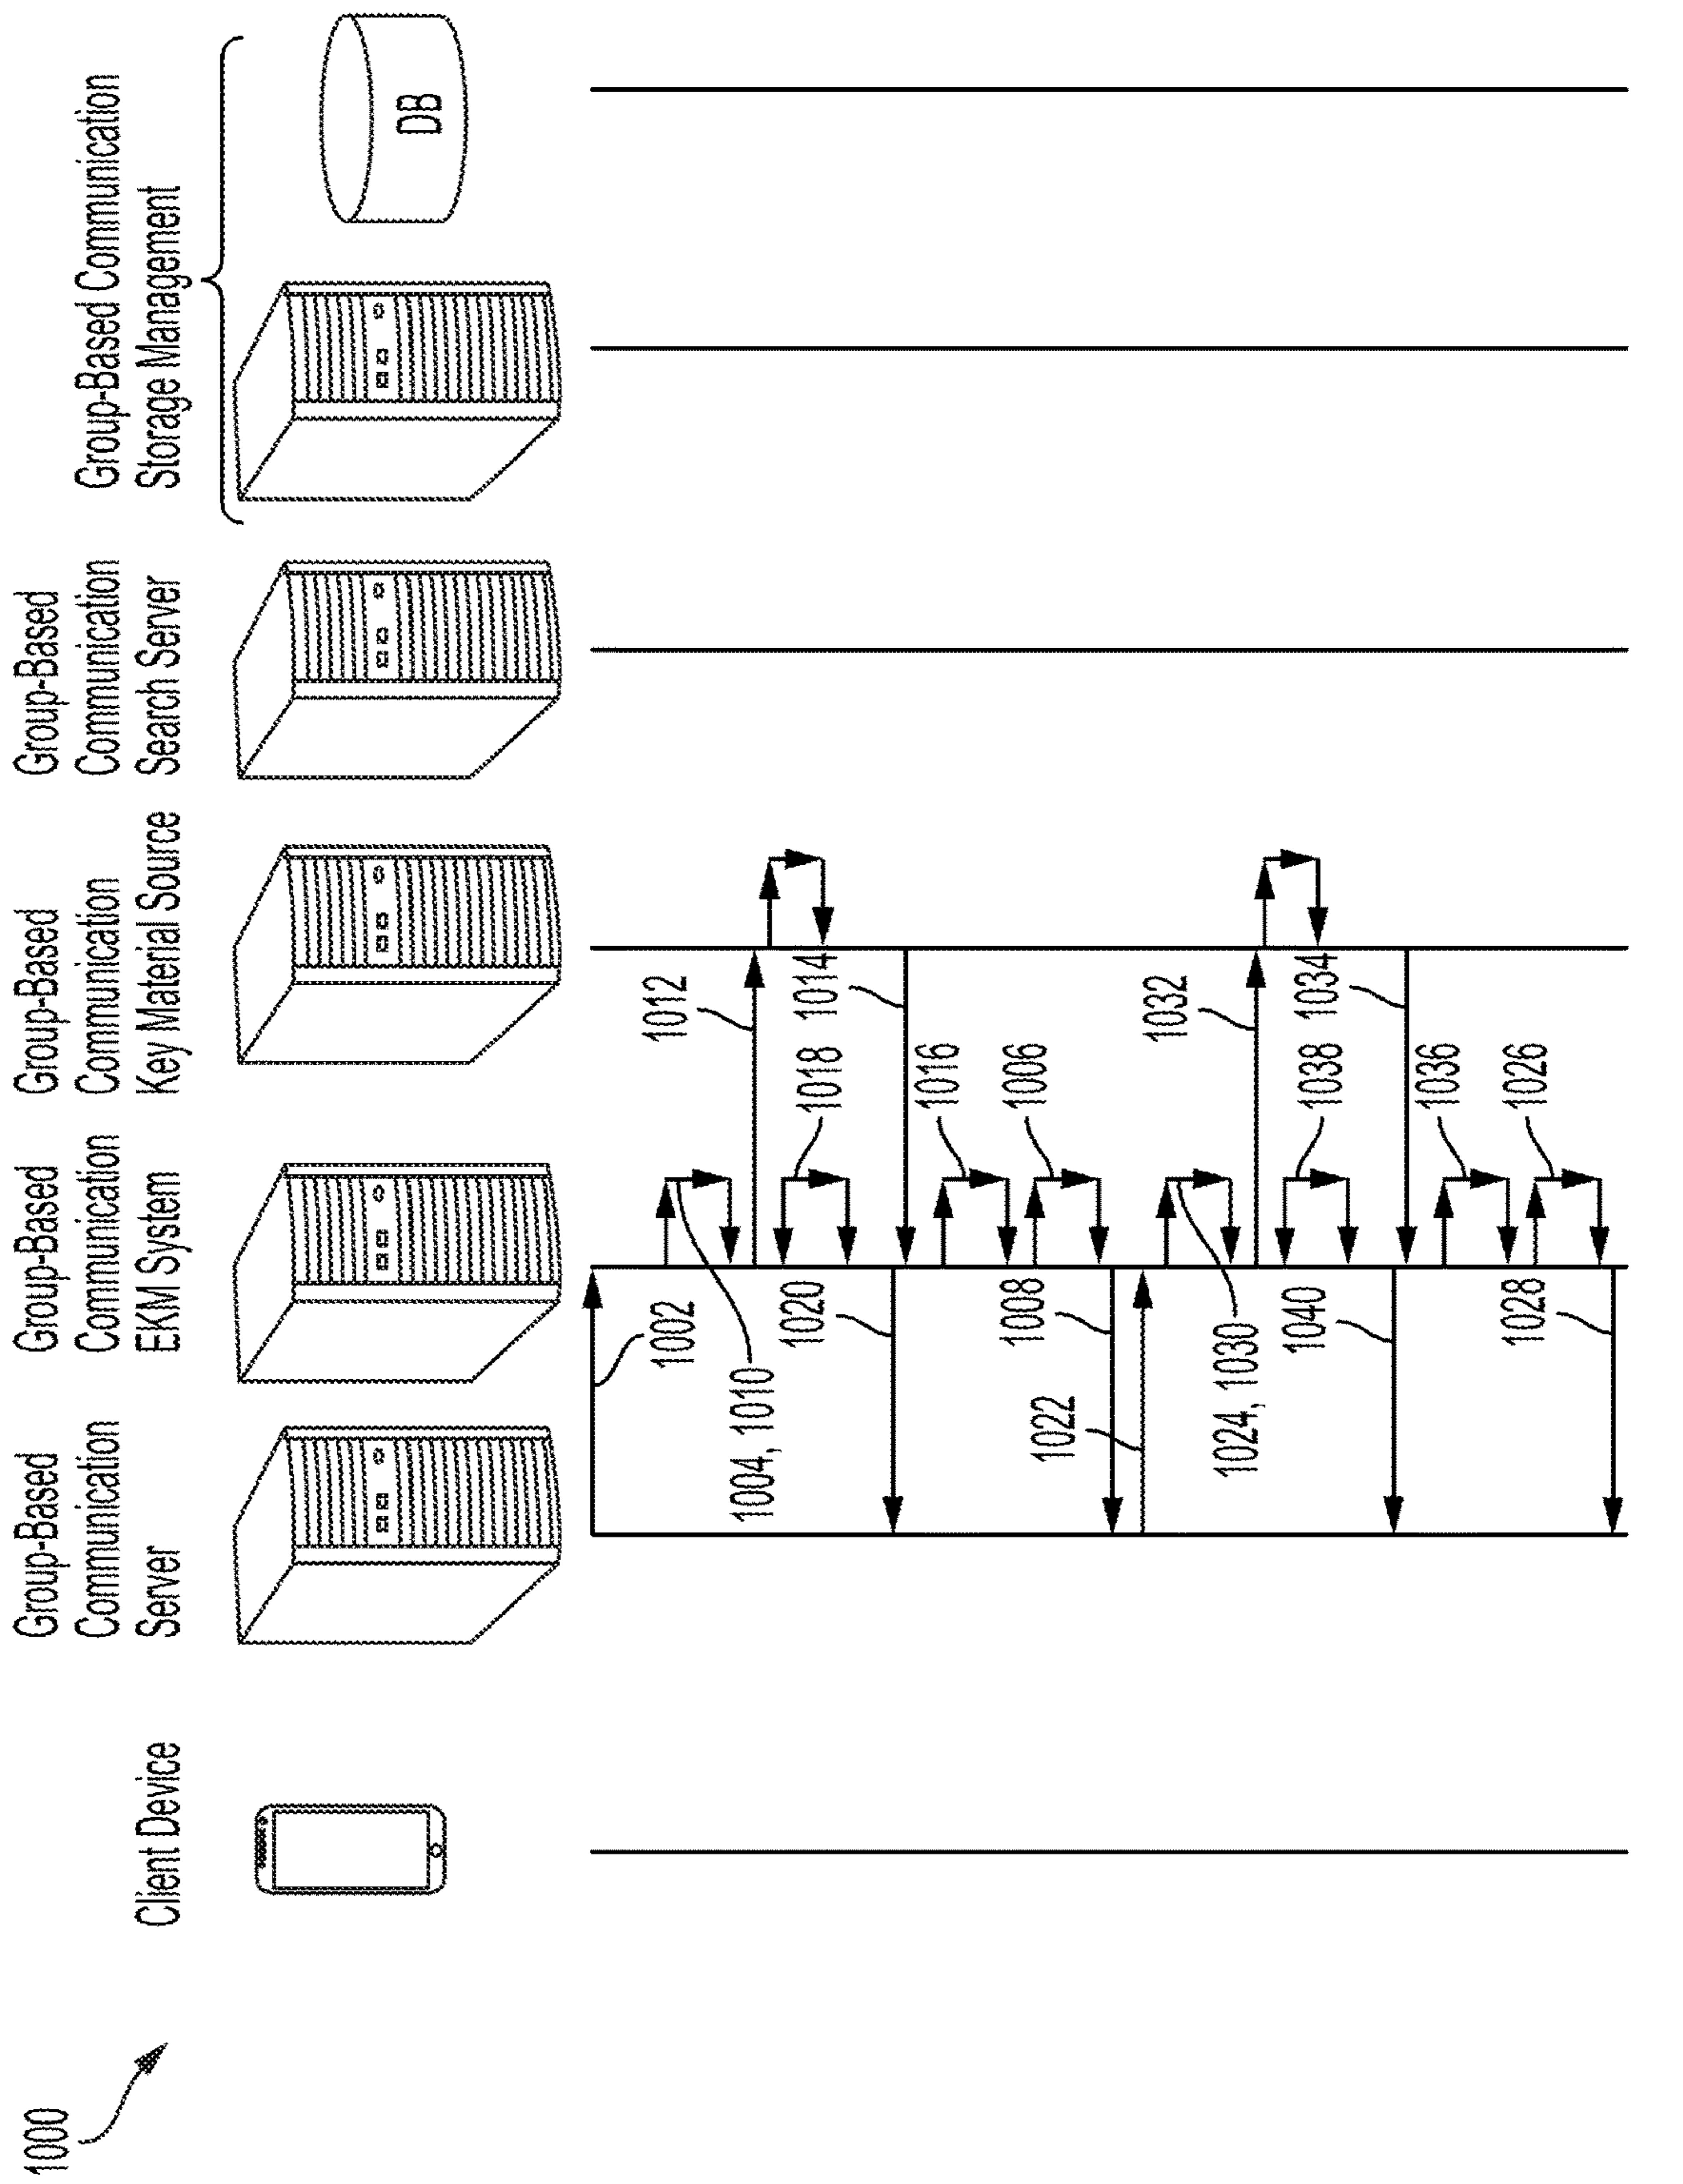 1000
Client Device
Group-Based
Communication
Server
Group-Based
Communication
EKM System
Group-Based
Communication
Key Material Source
Group-Based
Communication
Search Server
Group-Based Communication
Storage Management
DB
1002
1004, 1010
1012
1018
1014
1020
1016
1006
1008
1022
1024, 1030
1032
1038
1034
1040
1036
1026
1028